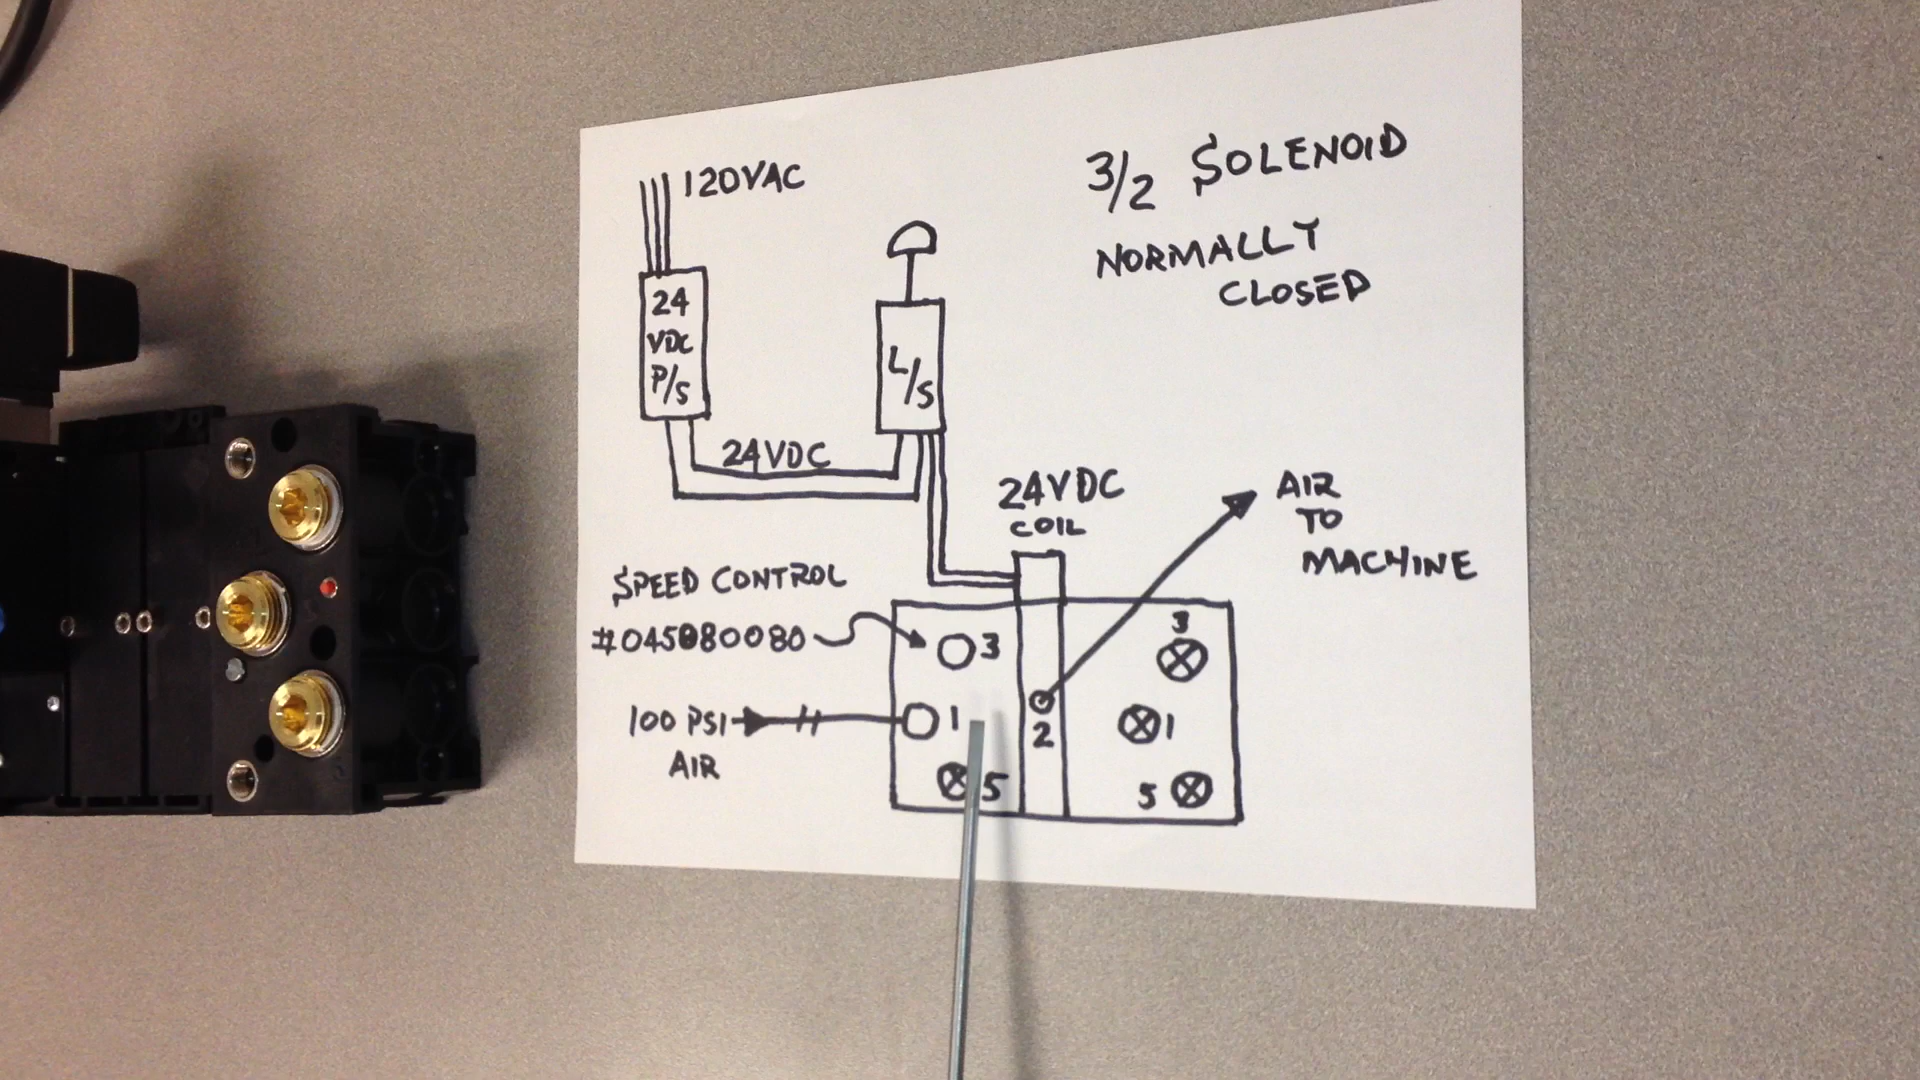 120VAC
3/2 SOLENOID
NORMALLY
CLOSED
24
VDC
P/S
L/S
24VDC
24VDC
COIL
AIR
TO
MACHINE
SPEED CONTROL
#045080080
3
3
100 PSI
AIR
1
2
1
5
5